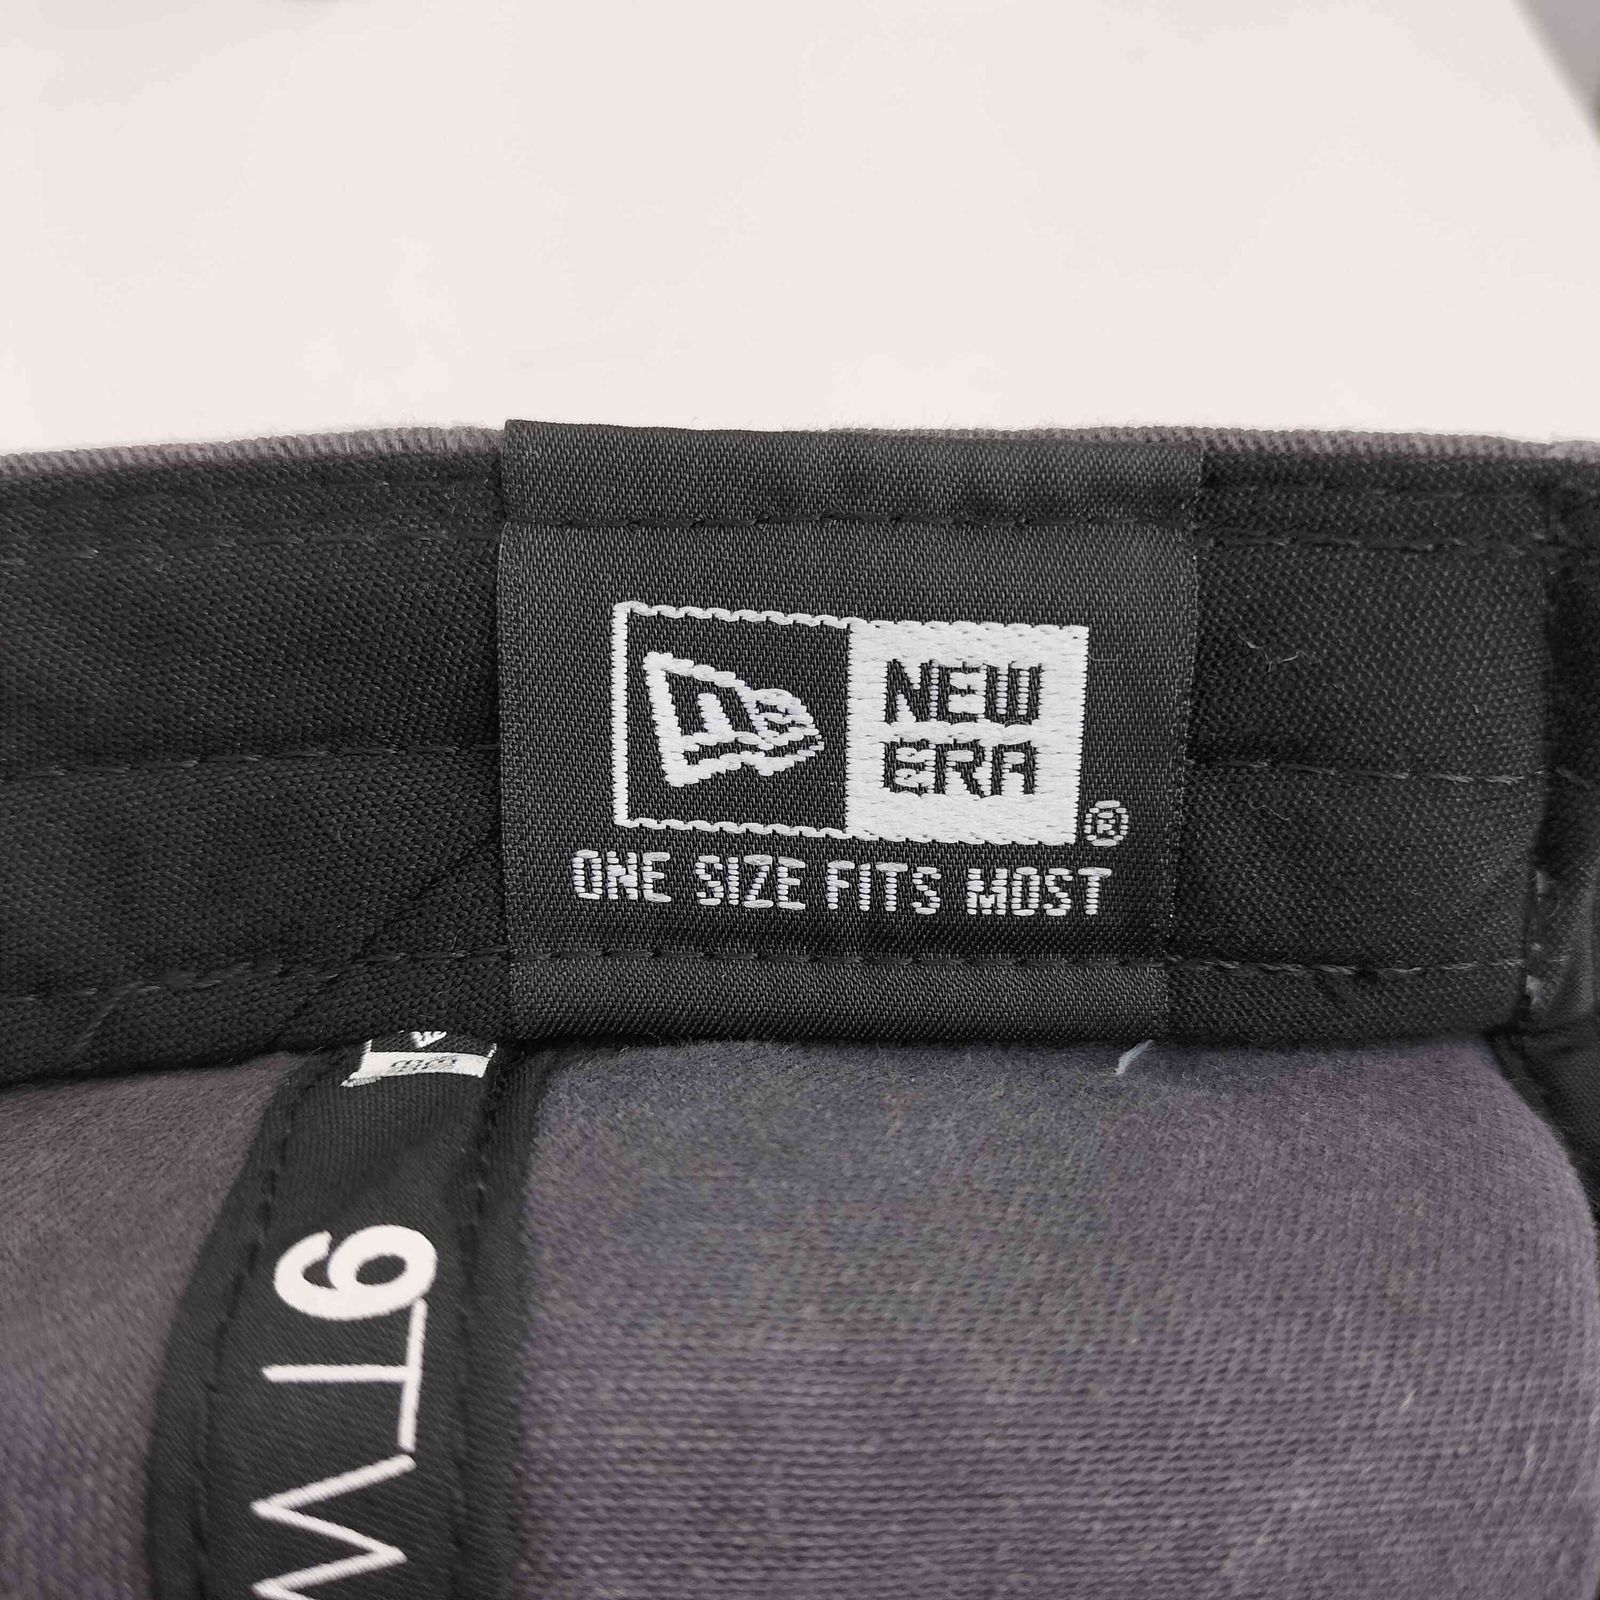 NEW
ERA
®
ONE SIZE FITS MOST
9TW